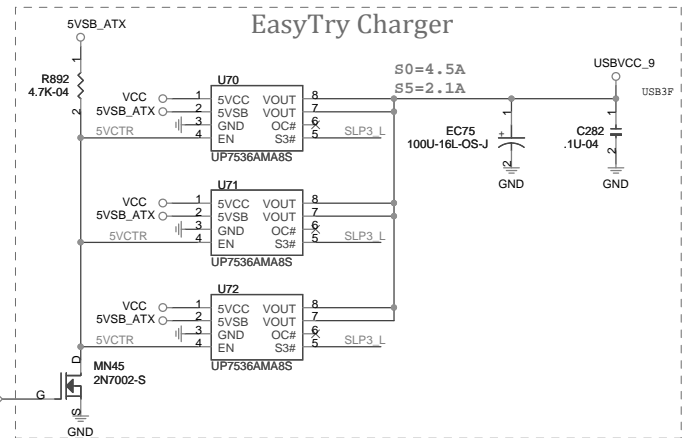 EasyTry Charger
5VSB_ATX
1
R892
4.7K-04
2
5VCTR
VCC
5VSB_ATX
U70
1 5VCC VOUT 8
2 5VSB VOUT 7
3 GND OC# 6
4 EN S3# 5
UP7536AMA8S
SLP3_L
S0=4.5A
S5=2.1A
USBVCC_9
USB3F
EC75
100U-16L-OS-J
1
+
2
GND
C282
.1U-04
1
2
GND
VCC
5VSB_ATX
5VCTR
U71
1 5VCC VOUT 8
2 5VSB VOUT 7
3 GND OC# 6
4 EN S3# 5
UP7536AMA8S
SLP3_L
VCC
5VSB_ATX
5VCTR
U72
1 5VCC VOUT 8
2 5VSB VOUT 7
3 GND OC# 6
4 EN S3# 5
UP7536AMA8S
SLP3_L
D
MN45
2N7002-S
G
S
GND